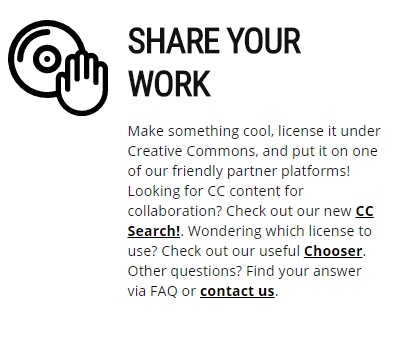 SHARE YOUR
WORK
Make something cool, license it under
Creative Commons, and put it on one
of our friendly partner platforms!
Looking for CC content for
collaboration? Check out our new CC
Search!. Wondering which license to
use? Check out our useful Chooser.
Other questions? Find your answer
via FAQ or contact us.